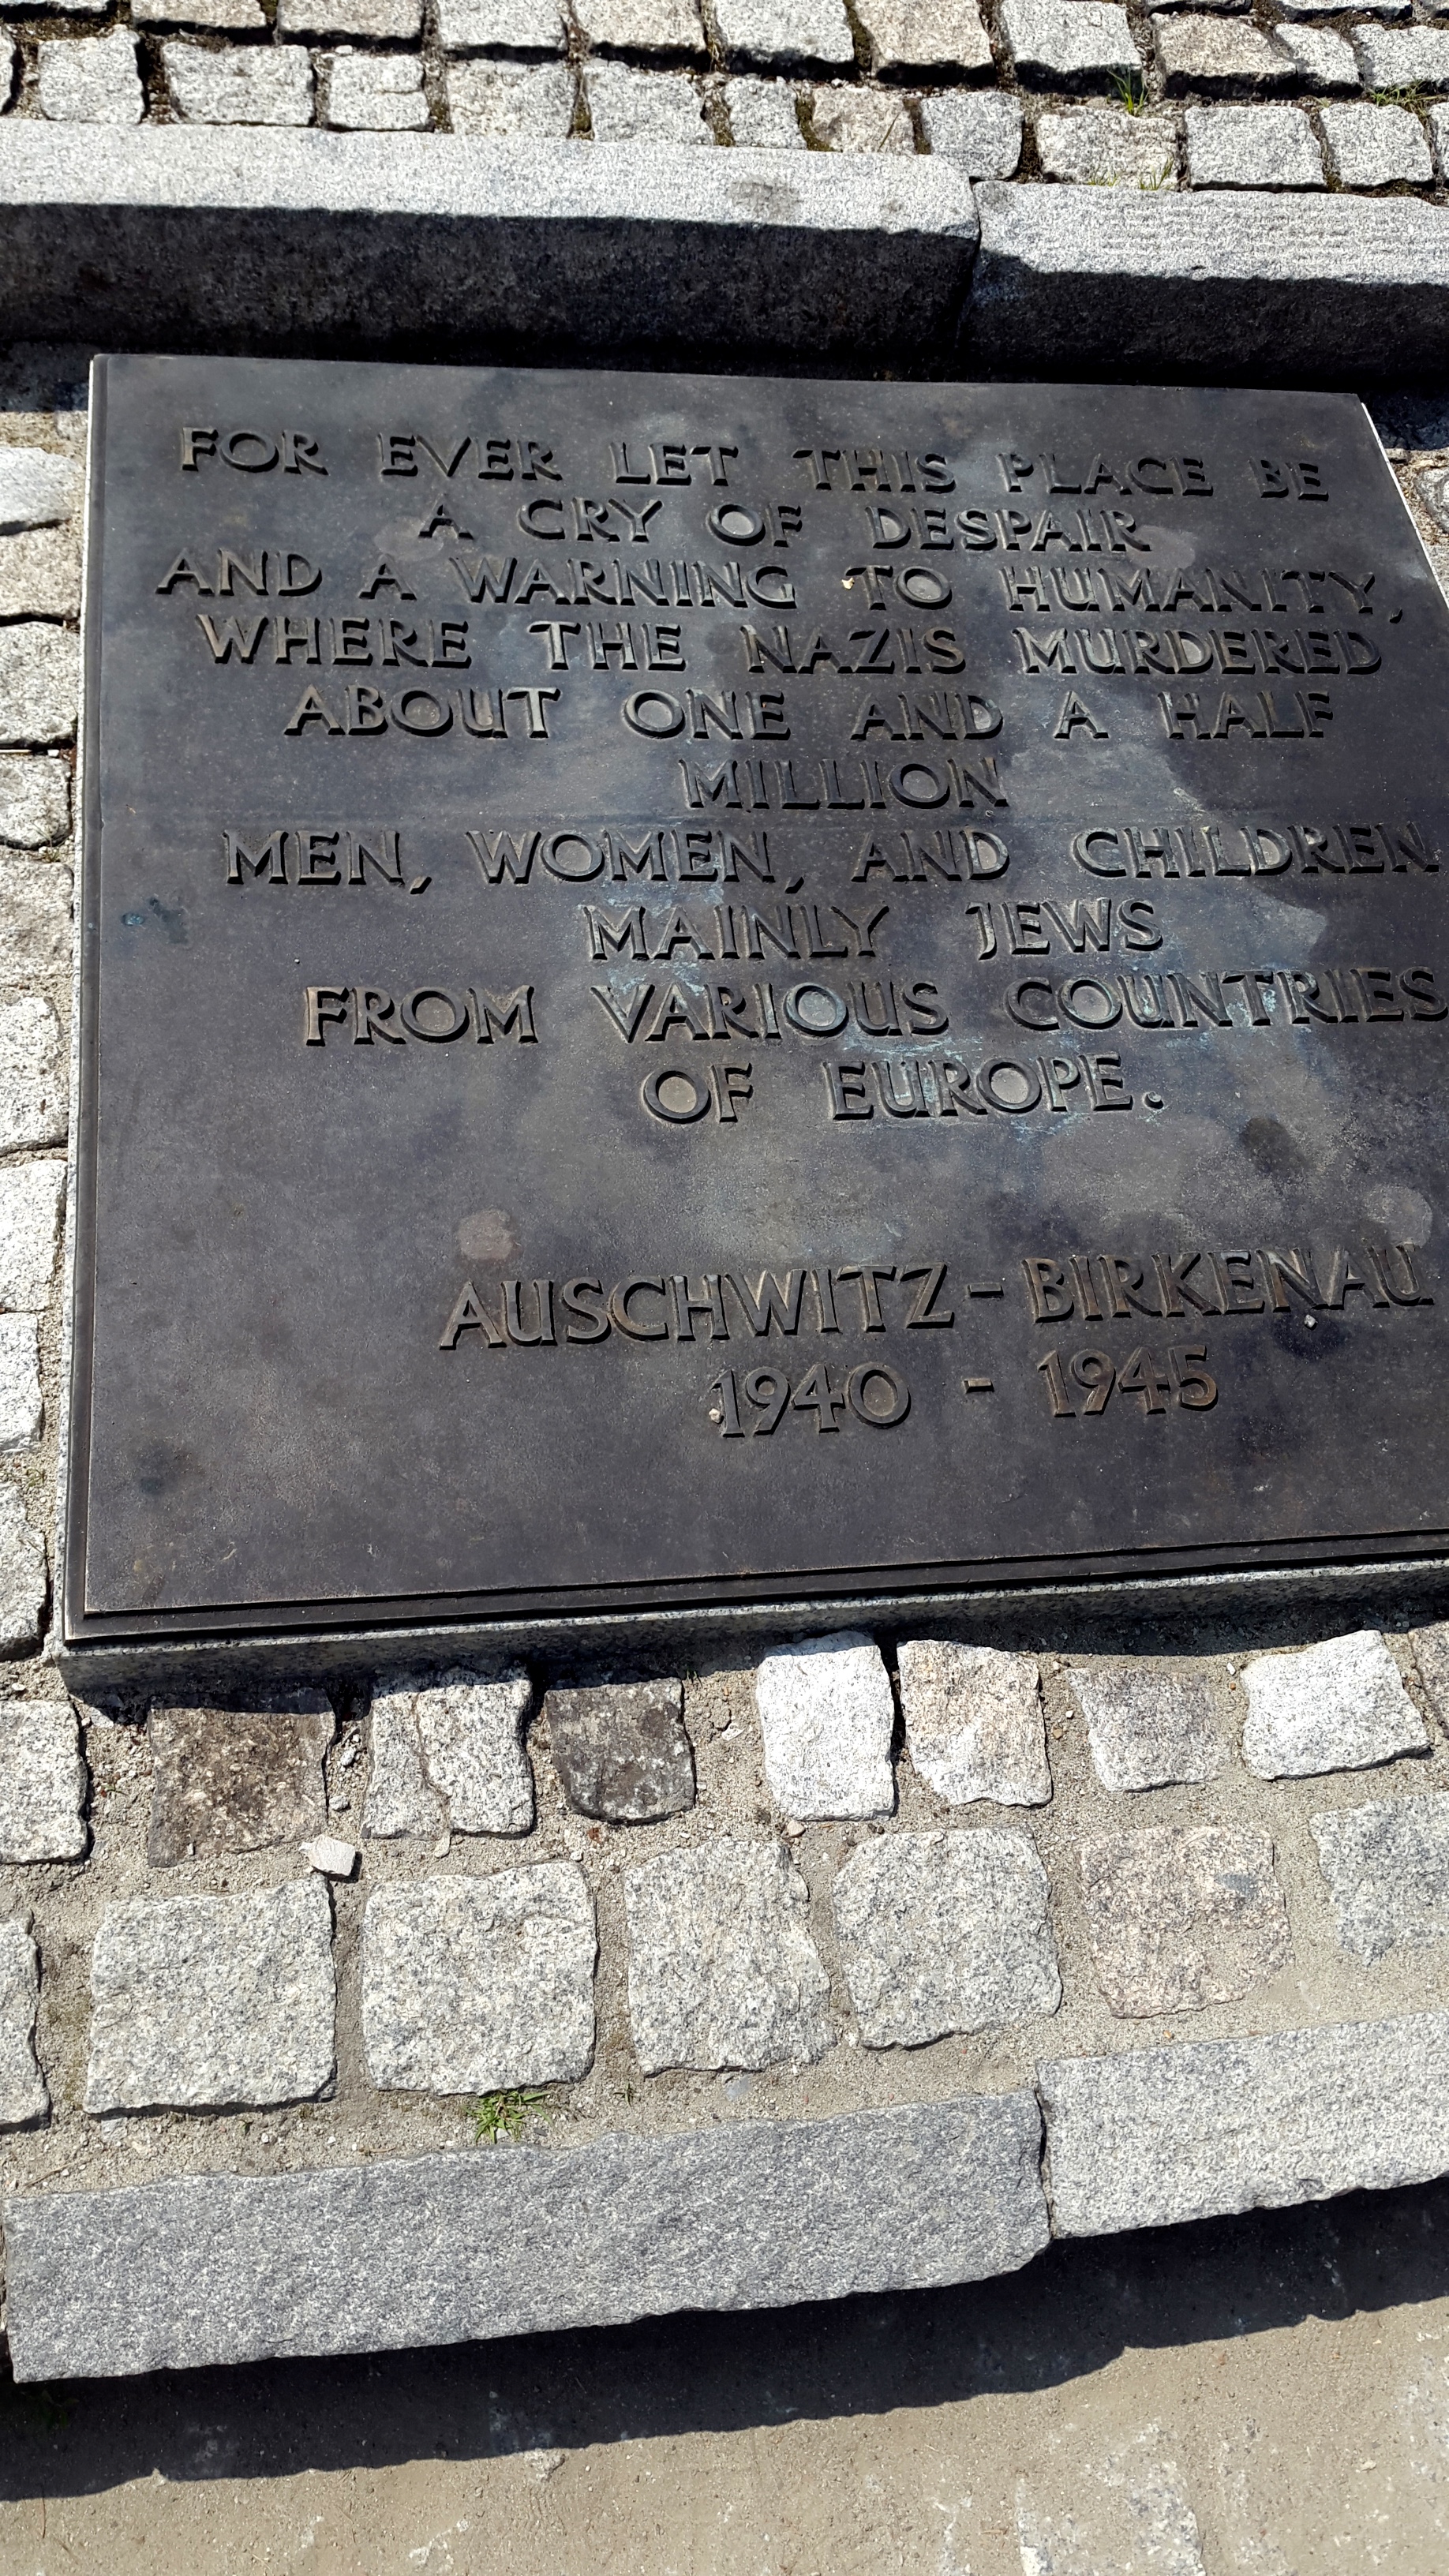 FOR EVER LET THIS PLACE BE
A CRY OF DESPAIR
AND A WARNING TO HUMANITY,
WHERE THE NAZIS MURDERED
ABOUT ONE AND A HALF
MILLION
MEN, WOMEN, AND CHILDREN
MAINLY JEWS
FROM VARIOUS COUNTRIES
OF EUROPE.
AUSCHWITZ - BIRKENAU
1940 - 1945